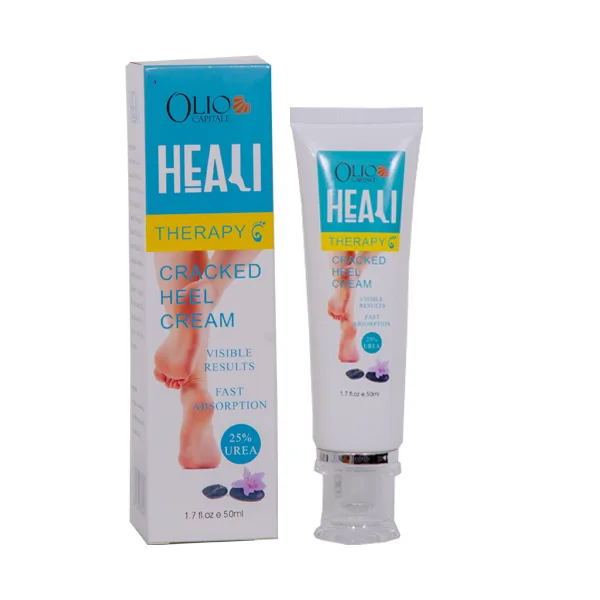 OLIO
CAPITALE
HEALI
THERAPY
CRACKED
HEEL
CREAM
VISIBLE
RESULTS
FAST
ABSORPTION
25%
UREA
1.7 fl.oz e 50ml
OLIO
CAPITALE
HEALI
THERAPY
CRACKED
HEEL
CREAM
VISIBLE
RESULTS
FAST
ABSORPTION
25%
UREA
1.7 fl.oz e 50ml